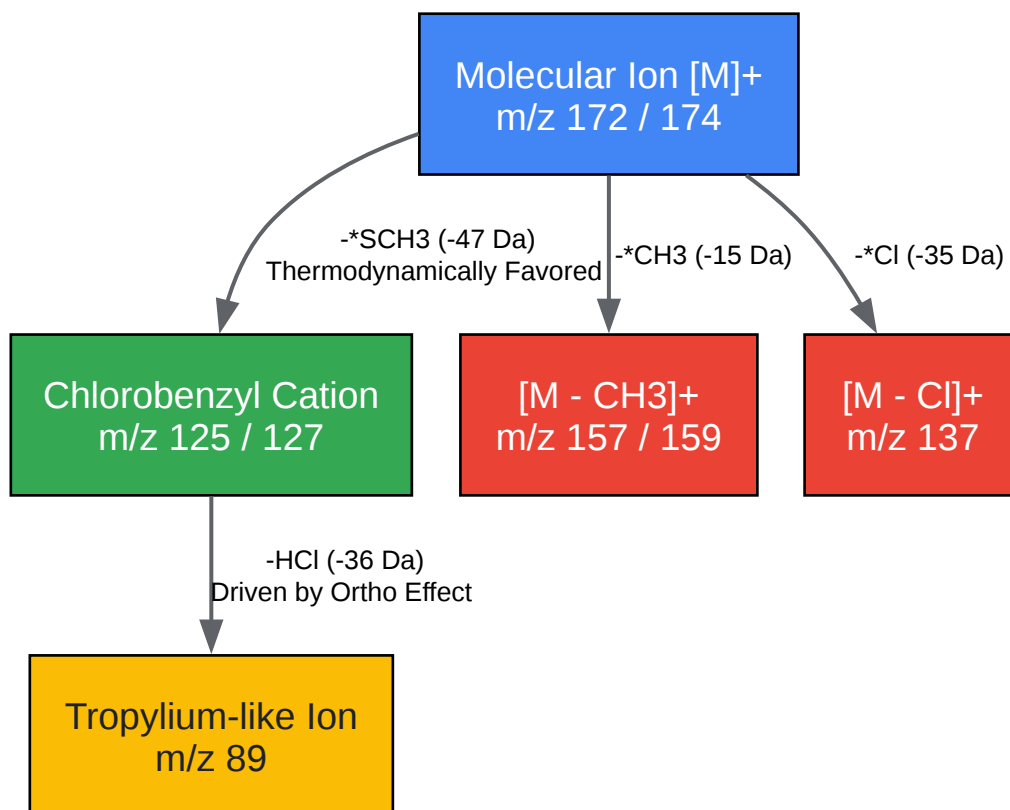 Molecular Ion [M]+
m/z 172 / 174
-*SCH3 (-47 Da)
Thermodynamically Favored
-*CH3 (-15 Da)
-*Cl (-35 Da)
Chlorobenzyl Cation
m/z 125 / 127
[M - CH3]+
m/z 157 / 159
[M - Cl]+
m/z 137
-HCl (-36 Da)
Driven by Ortho Effect
Tropylium-like Ion
m/z 89